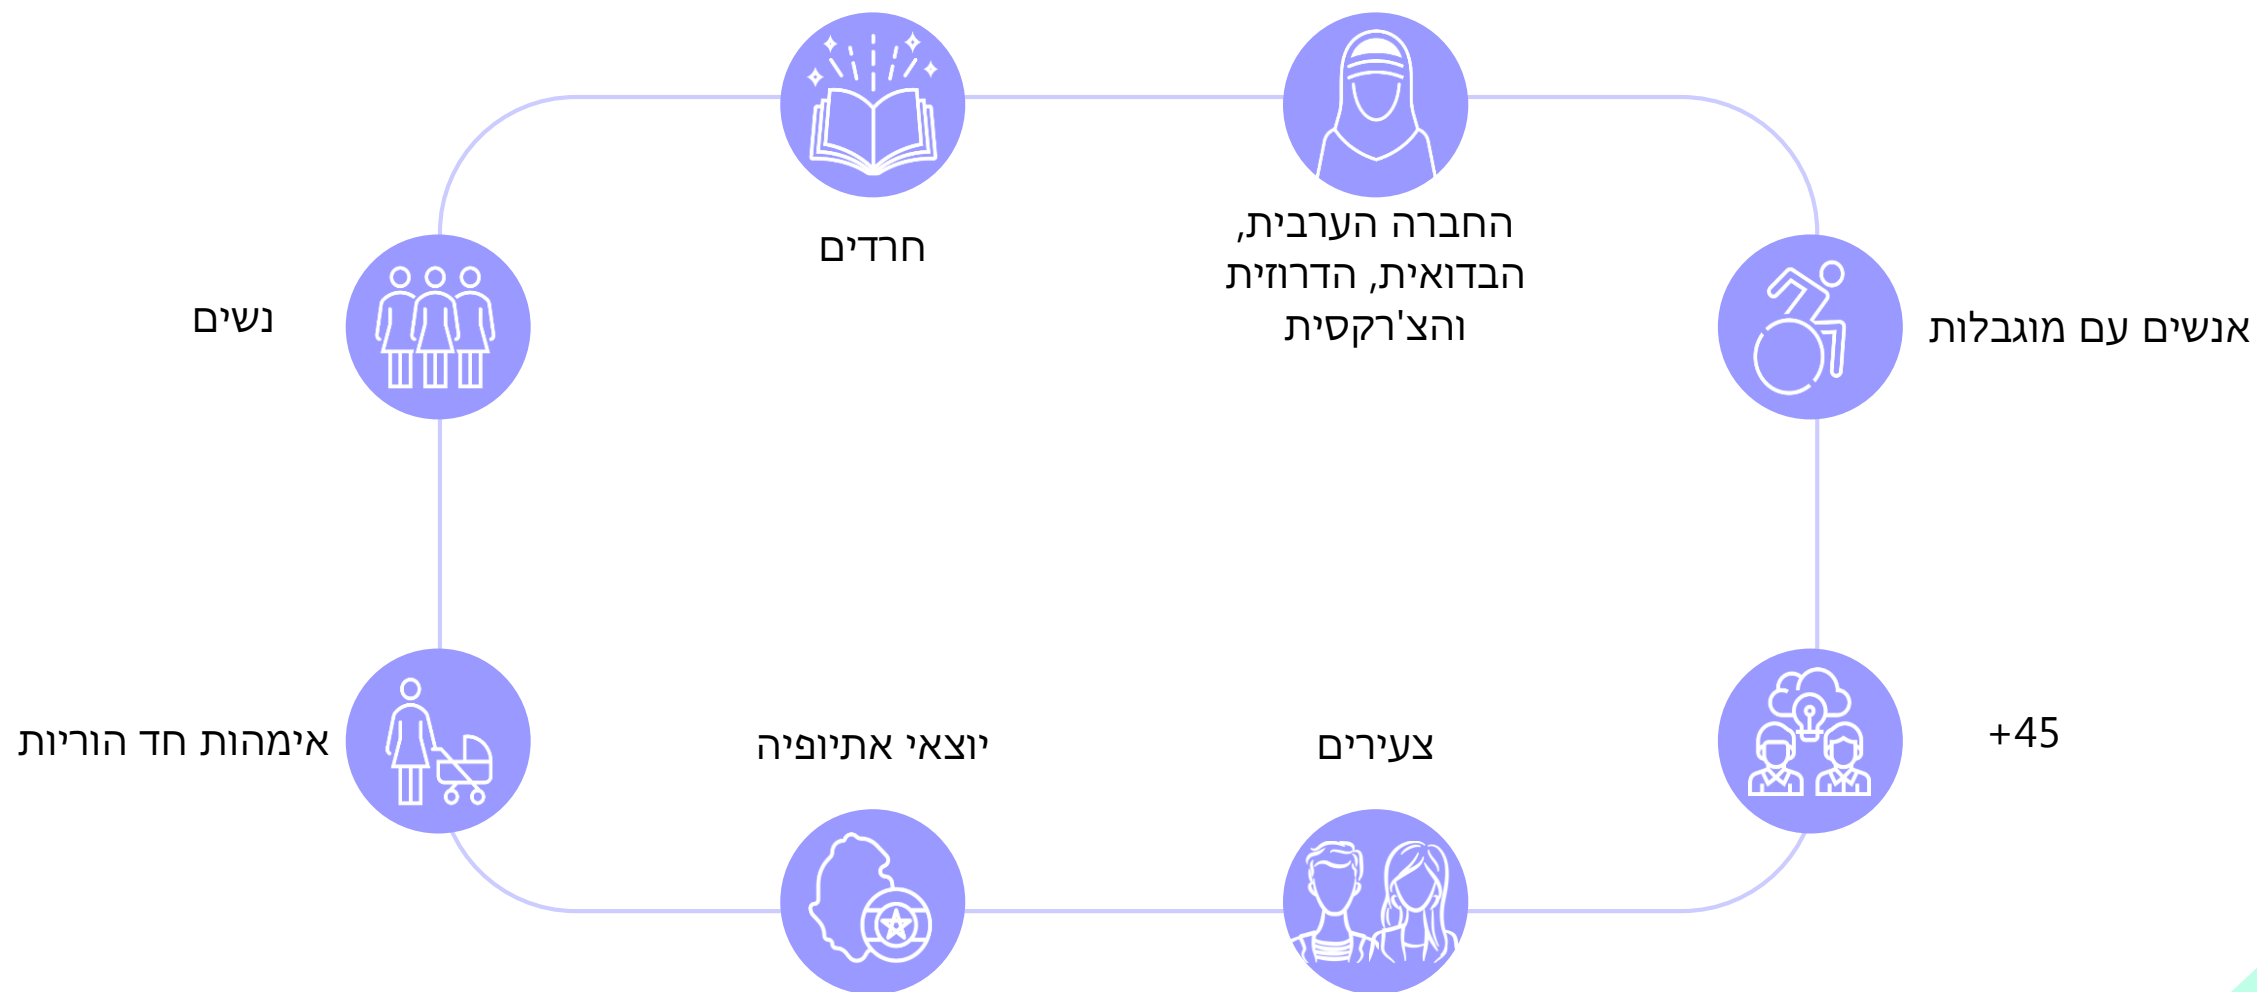 החברה הערבית,
הבדואית, הדרוזית
והצ'רקסית
חרדים
אנשים עם מוגבלות
נשים
45+
צעירים
יוצאי אתיופיה
אימהות חד הוריות